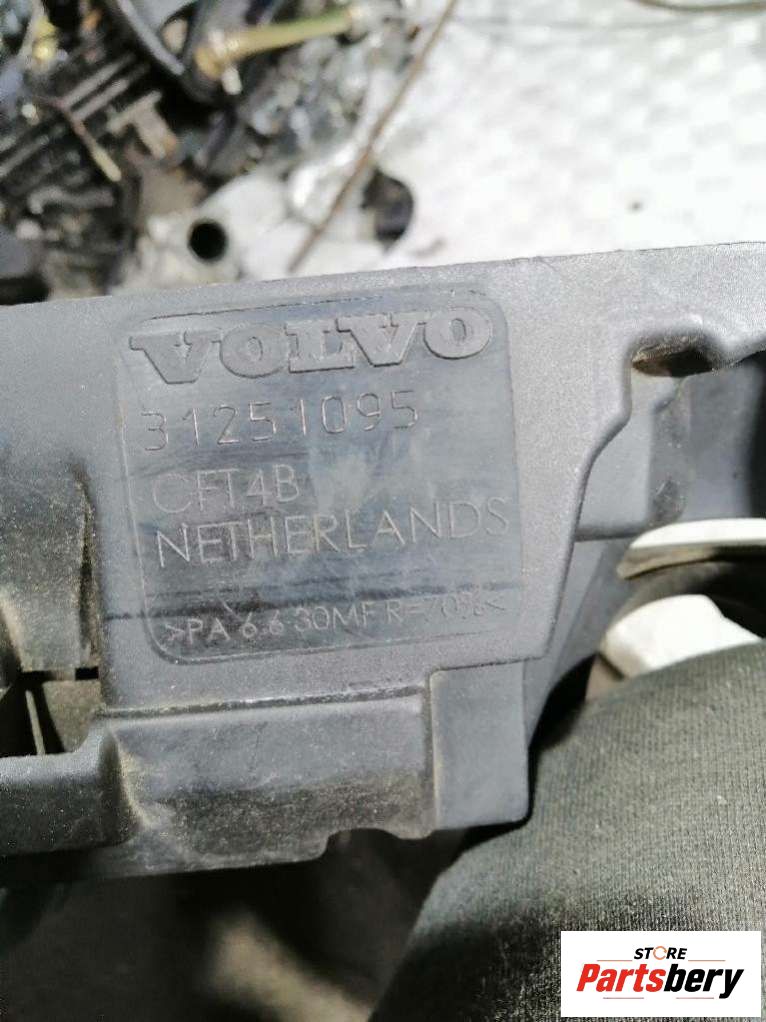 VOLVO
31251095
CFT4B
NETHERLANDS
>PA 6.6 30MF R=70%<
STORE
Partsbery